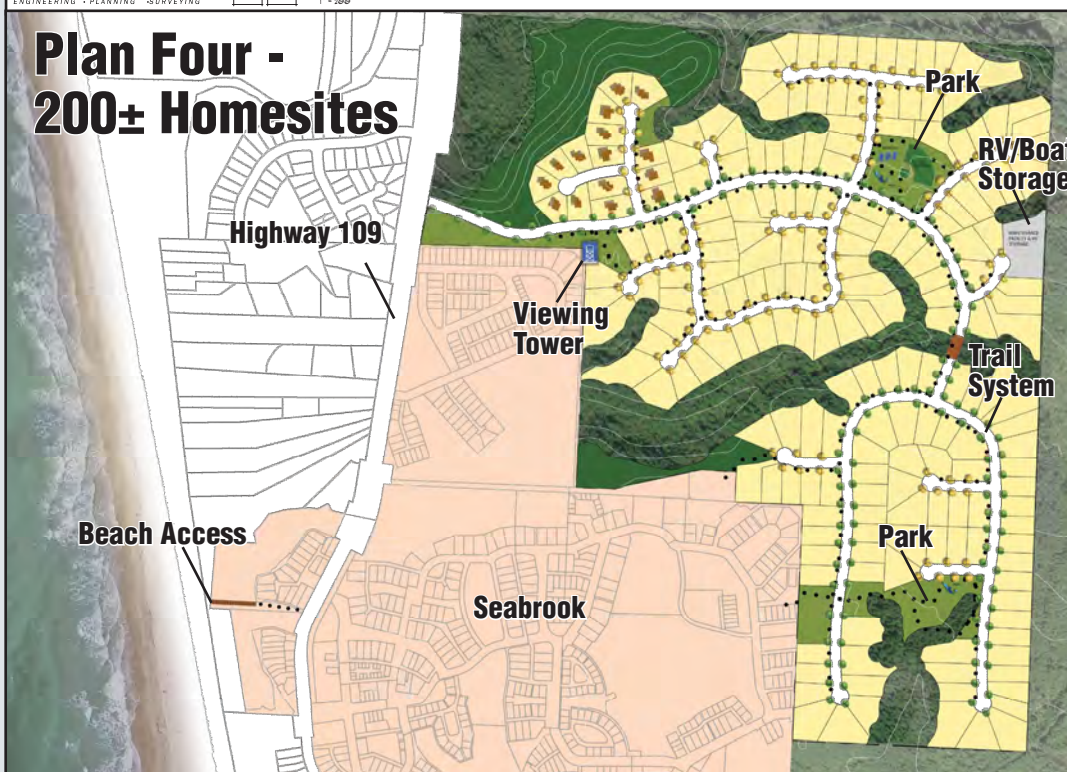 ENGINEERING • PLANNING • SURVEYING
Plan Four -
200± Homesites
Park
RV/Boat
Storage
Highway 109
Viewing
Tower
Trail
System
Beach Access
Park
Seabrook